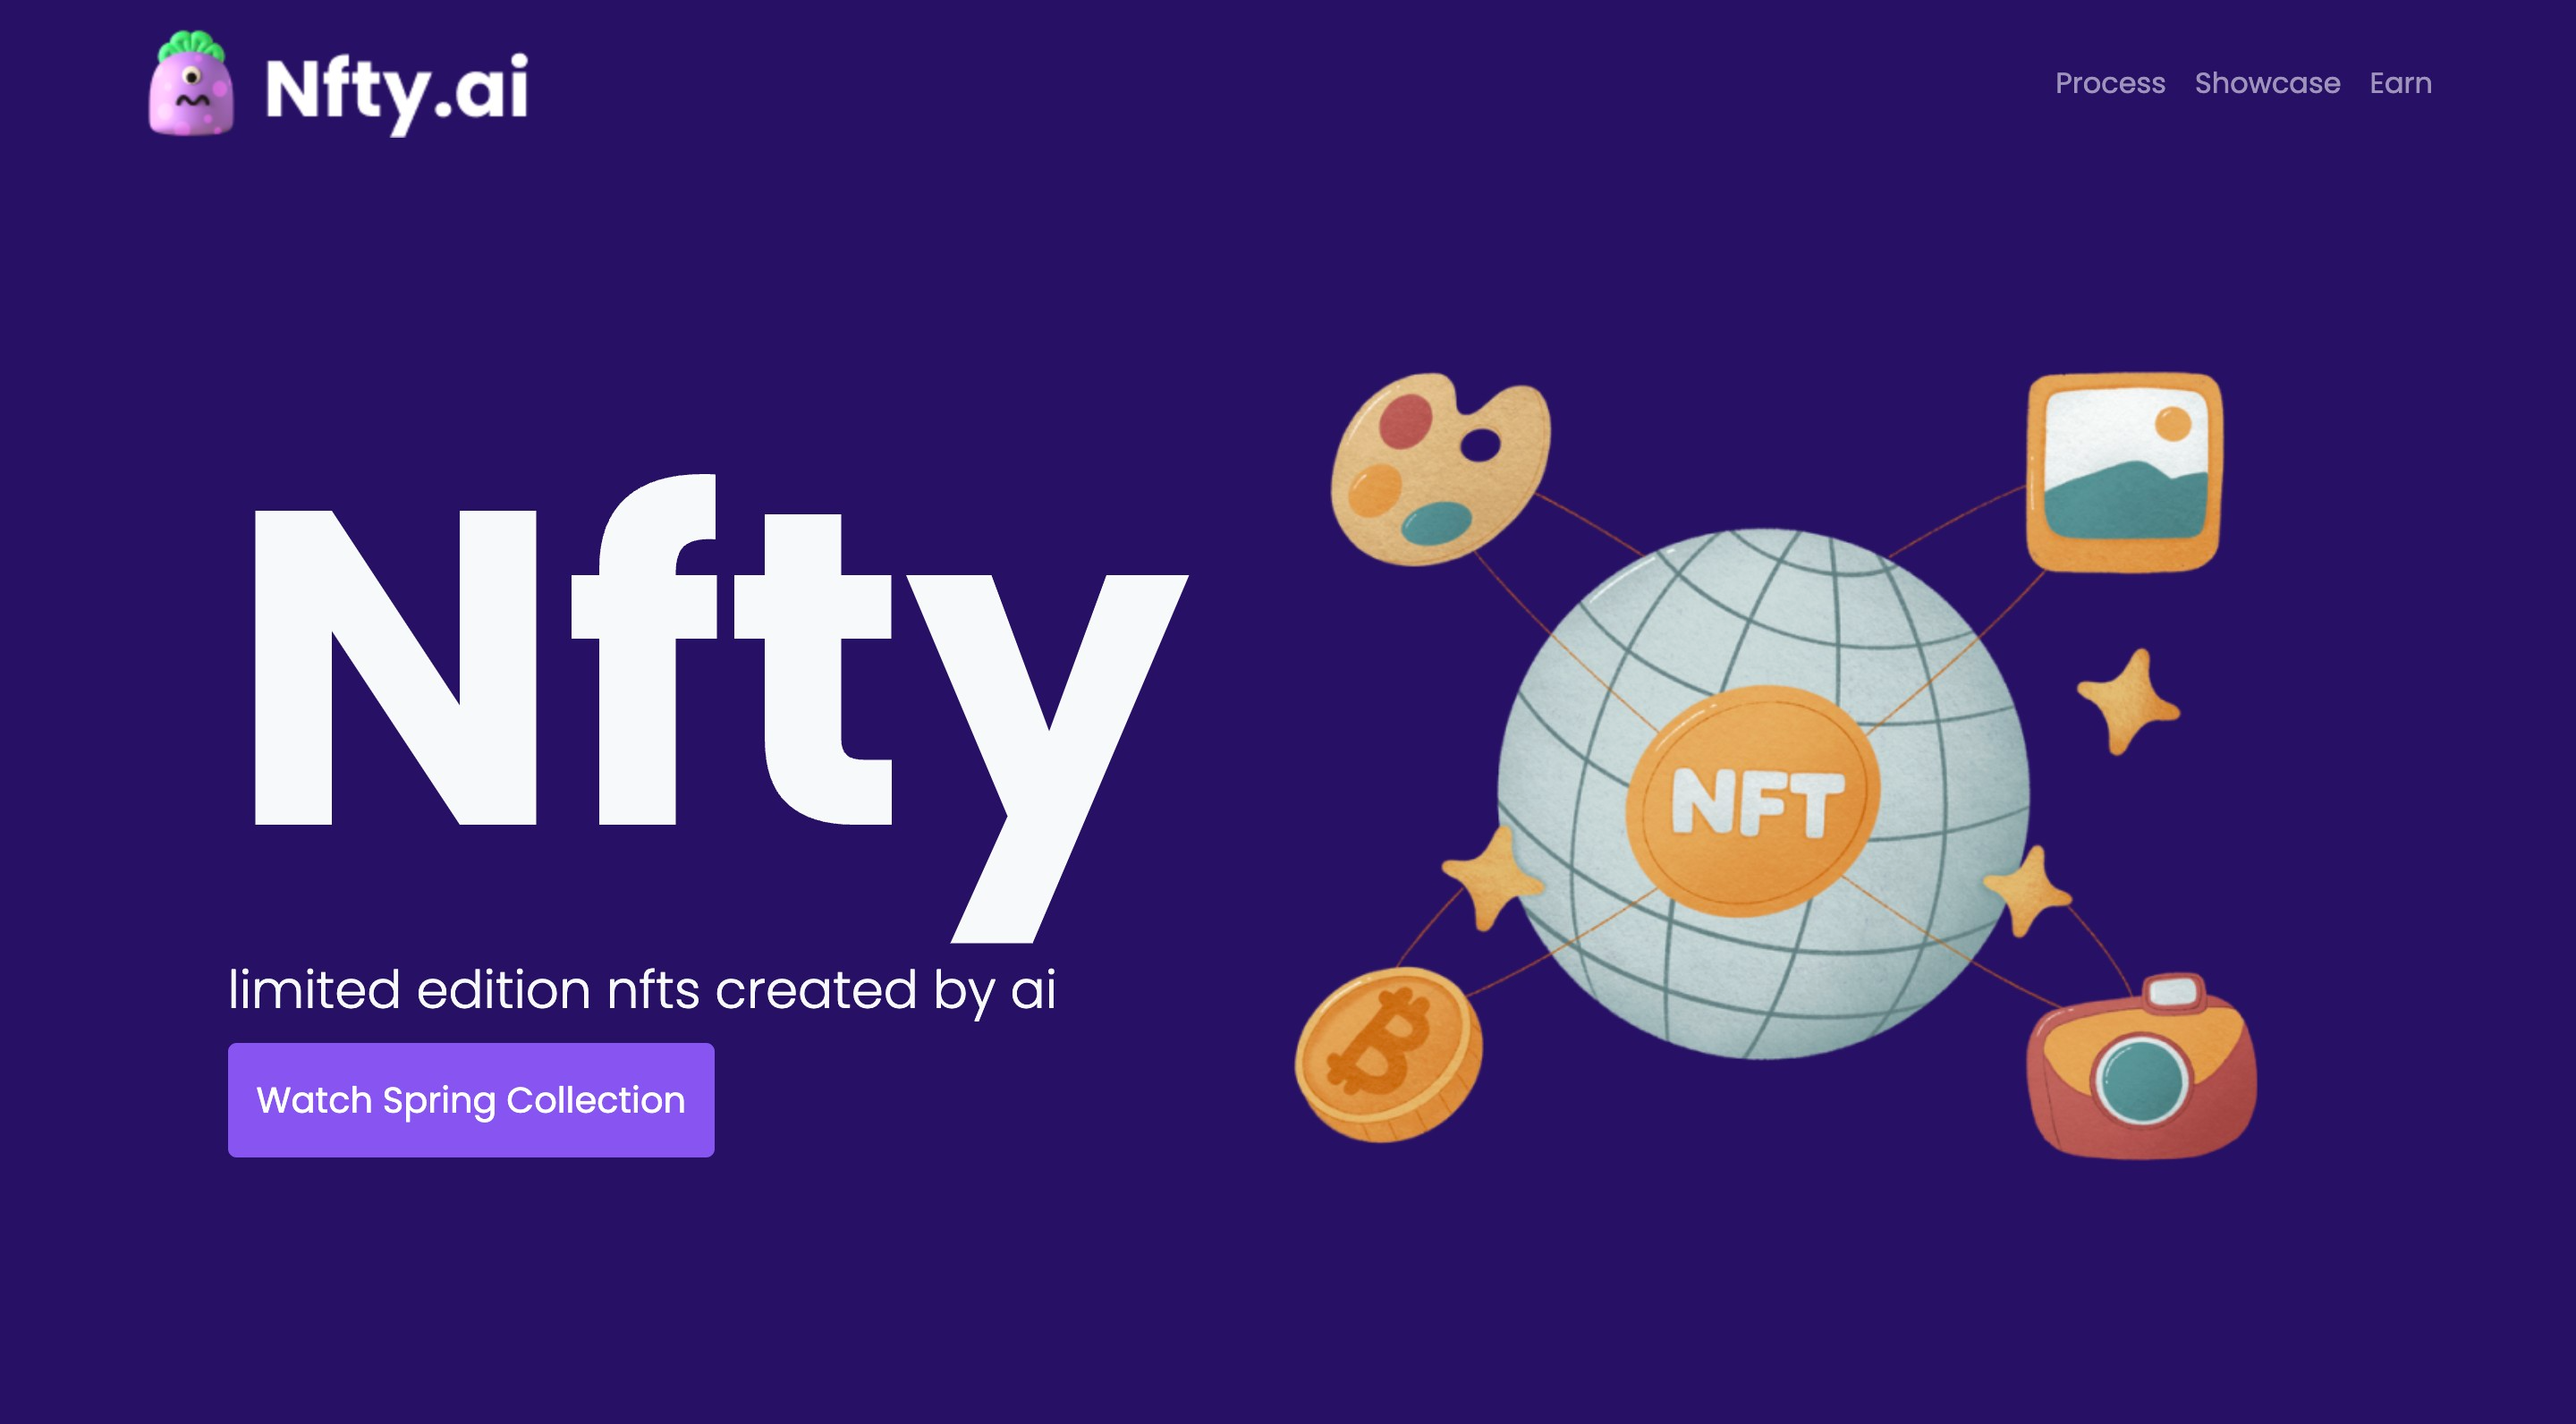 Nfty.ai
Process Showcase Earn
Nfty
NFT
limited edition nfts created by ai
Watch Spring Collection